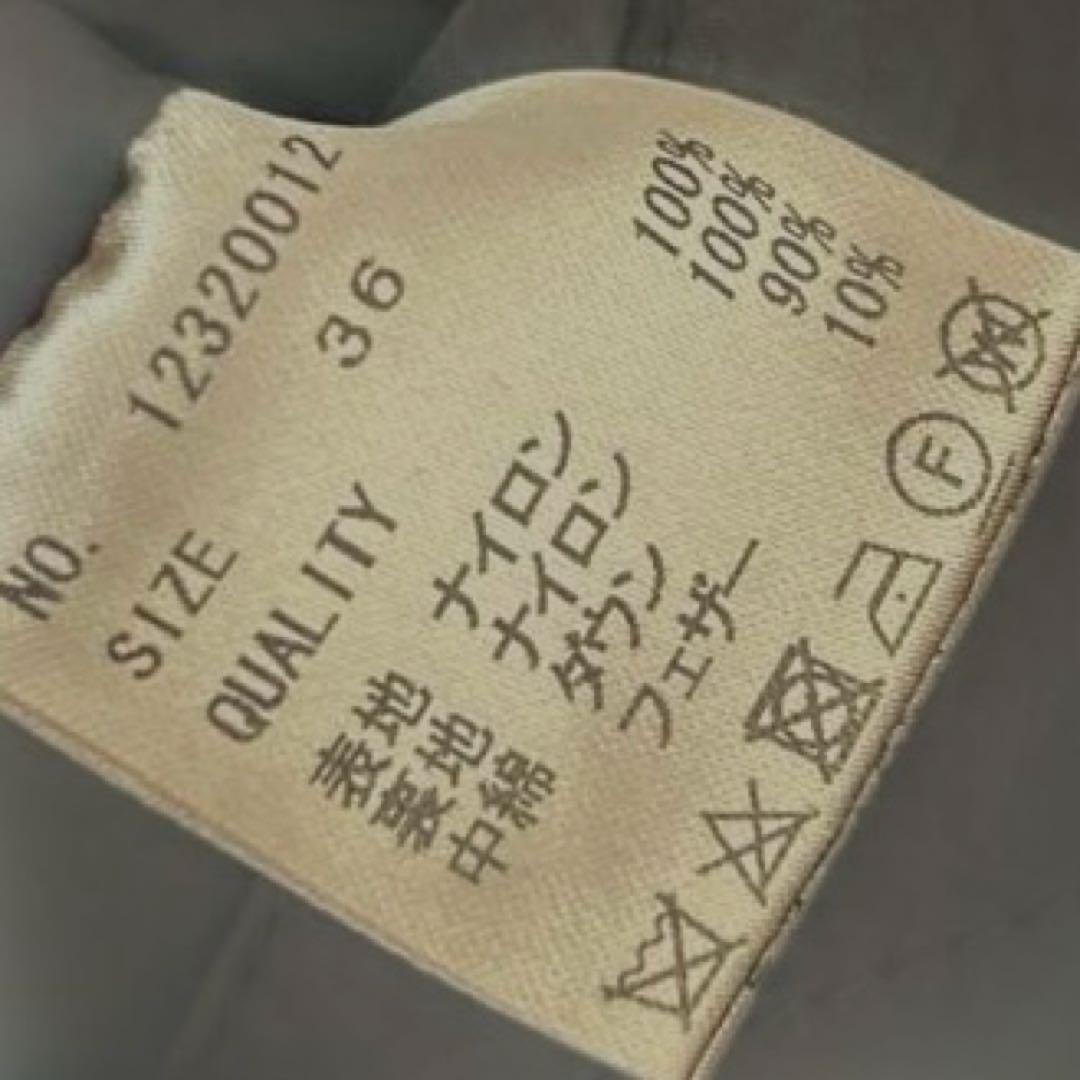 NO. 12320012
SIZE 36
QUALITY
表地 ナイロン 100%
裏地 ナイロン 100%
中綿 ダウン 90%
フェザー 10%
F
W